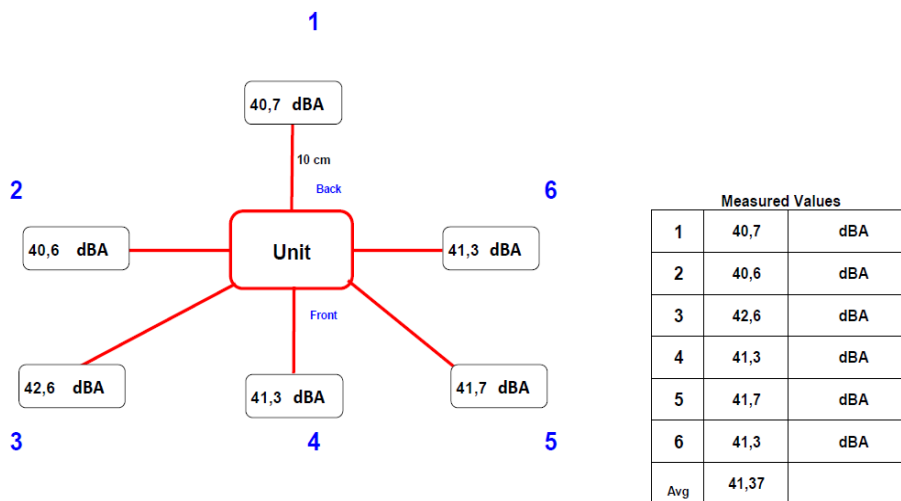 1
40,7 dBA
10 cm
Back
2
6
40,6 dBA
Unit
41,3 dBA
Front
42,6 dBA
41,3 dBA
41,7 dBA
3
4
5
Measured Values
1 40,7 dBA
2 40,6 dBA
3 42,6 dBA
4 41,3 dBA
5 41,7 dBA
6 41,3 dBA
Avg 41,37